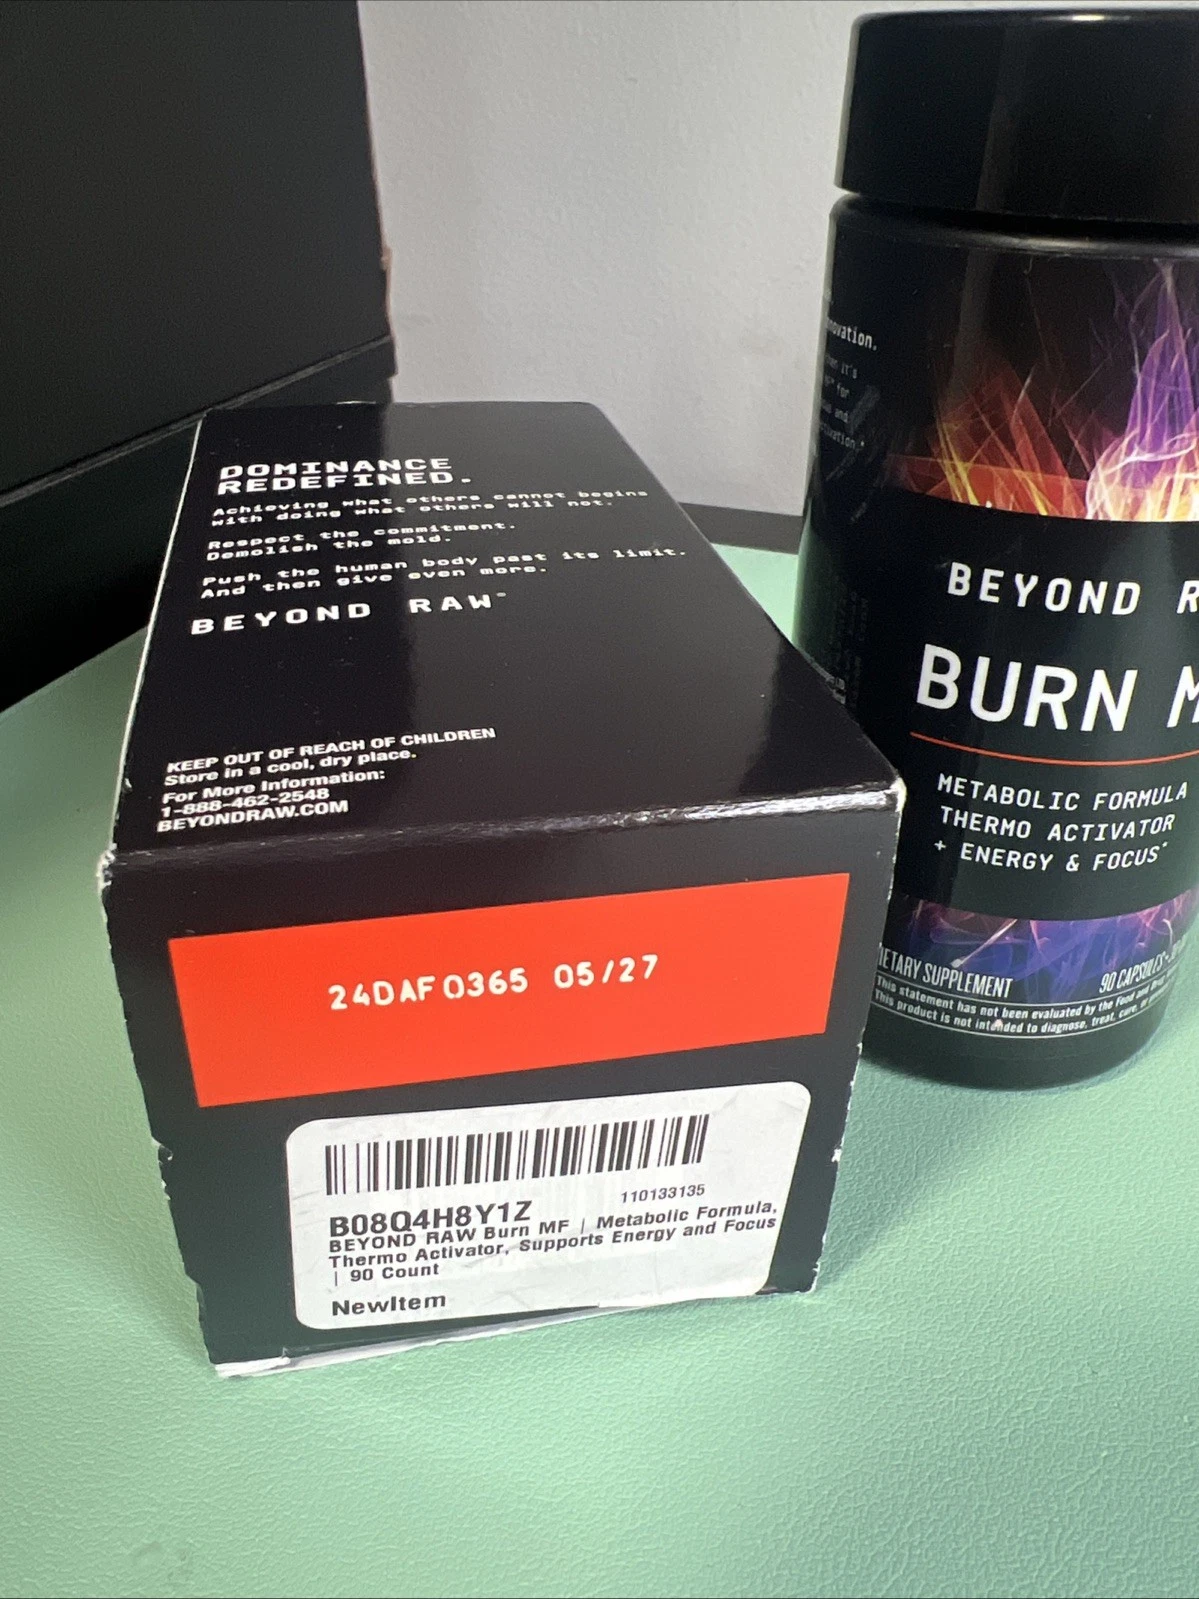 DOMINANCE
REDEFINED.
Achieving what others cannot begins
with doing what others will not.
Respect the commitment.
Demolish the mold.
Push the human body past its limit.
And then give even more.
BEYOND RAW®
KEEP OUT OF REACH OF CHILDREN
Store in a cool, dry place.
For More Information:
1-888-462-2548
BEYONDRAW.COM
24DAF0365 05/27
110133135
B08Q4H8Y1Z
BEYOND RAW Burn MF | Metabolic Formula,
Thermo Activator, Supports Energy and Focus
| 90 Count
NewItem
BEYOND R
BURN M
METABOLIC FORMULA
THERMO ACTIVATOR
+ ENERGY & FOCUS*
DIETARY SUPPLEMENT
90 CAPSULES
This statement has not been evaluated by the Food and Drug
This product is not intended to diagnose, treat, cure, or